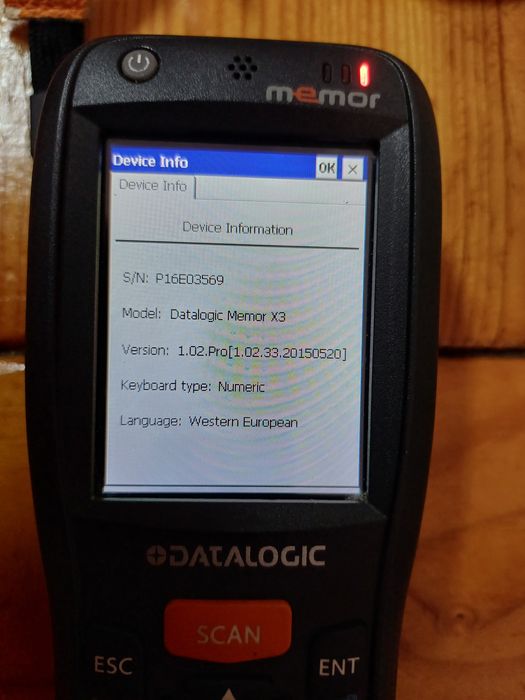 memor
Device Info OK
Device Info
Device Information
S/N: P16E03569
Model: Datalogic Memor X3
Version: 1.02.Pro[1.02.33.20150520]
Keyboard type: Numeric
Language: Western European
DATALOGIC
SCAN
ESC ENT